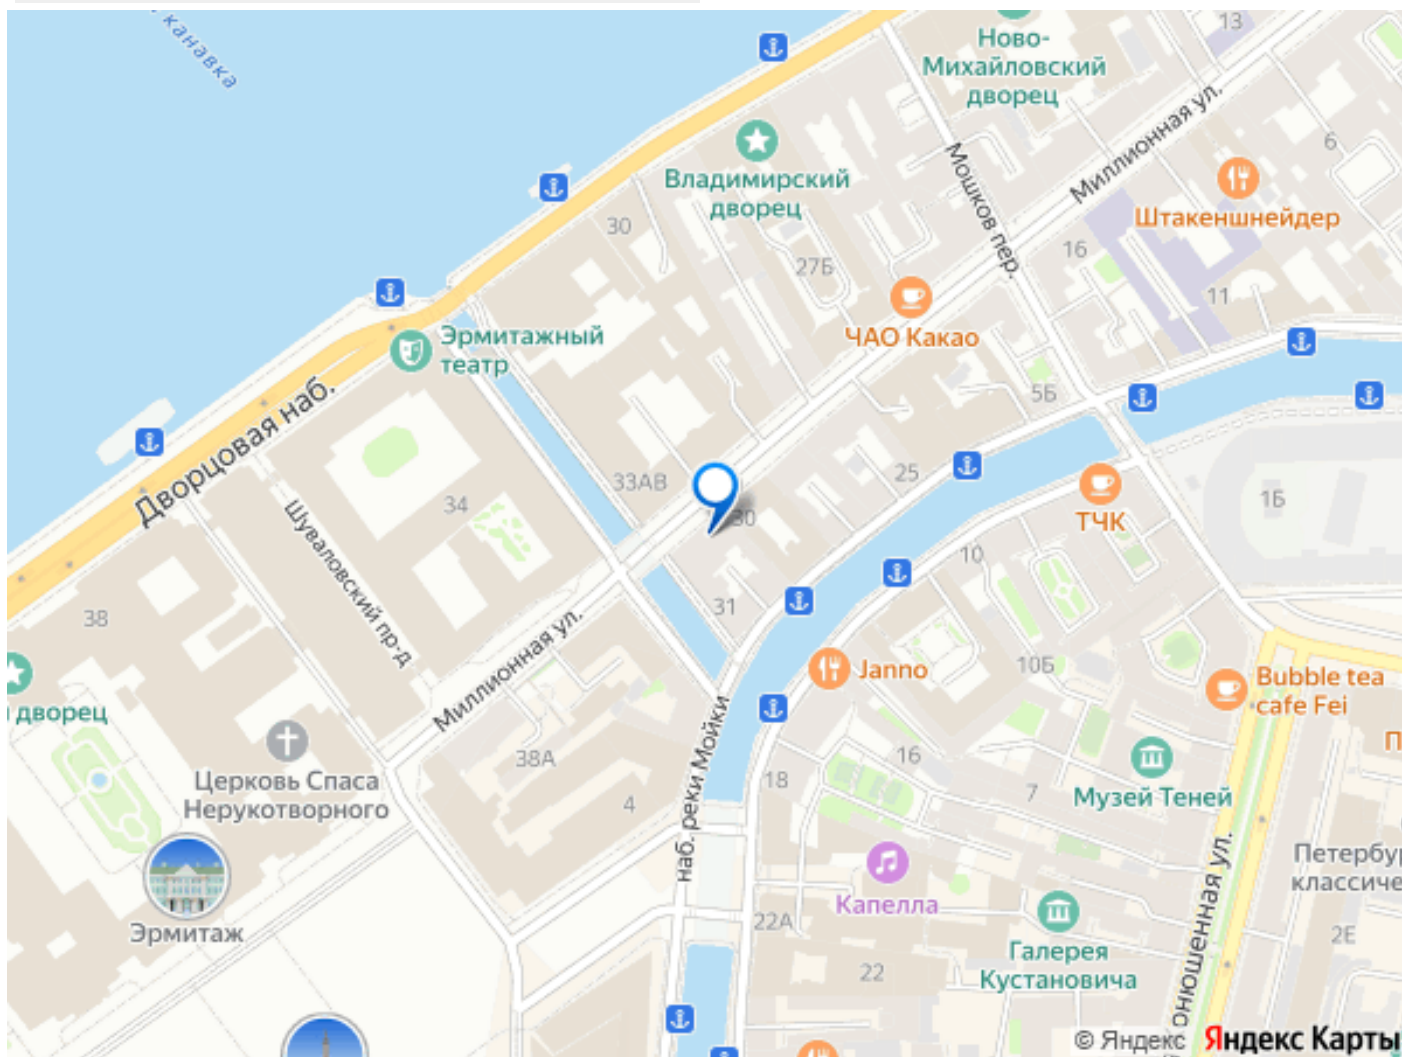 канавка
Ново-
Михайловский
дворец
13
Миллионная ул.
6
Владимирский
дворец
Мошков пер.
Штакеншнейдер
30
16
27Б
11
ЧАО Какао
Эрмитажный
театр
5Б
Дворцовая наб.
33АВ
25
34
30
ТЧК
1Б
Шуваловский пр-д
10
31
38
Миллионная ул.
Janno
10Б
Bubble tea
cafe Fei
дворец
наб. реки Мойки
38А
16
18
7
4
Музей Теней
Церковь Спаса
Нерукотворного
Капелла
22А
Эрмитаж
22
Галерея
Кустановича
2Е
© Яндекс
Яндекс Карты